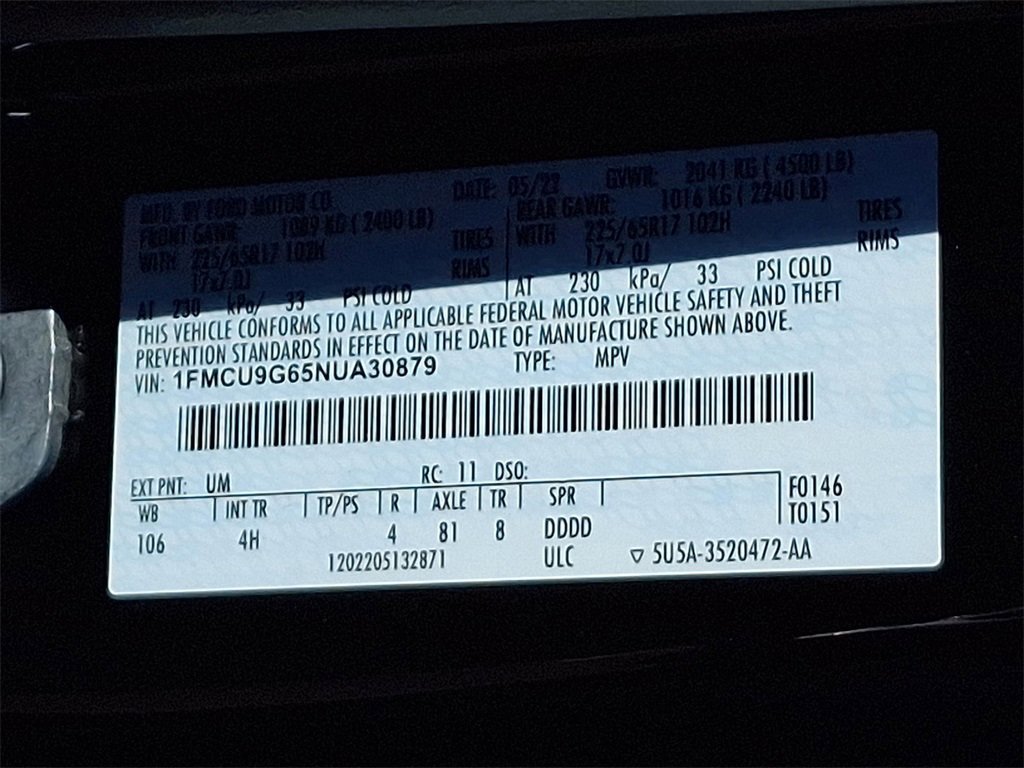 MFD. BY FORD MOTOR CO. DATE: 05/22 GVWR: 2041 KG ( 4500 LB)
FRONT GAWR: 1089 KG ( 2400 LB) REAR GAWR: 1016 KG ( 2240 LB)
WITH 225/65R17 102H TIRES WITH 225/65R17 102H TIRES
17x7.0J RIMS 17x7.0J RIMS
AT 230 kPa/ 33 PSI COLD AT 230 kPa/ 33 PSI COLD
THIS VEHICLE CONFORMS TO ALL APPLICABLE FEDERAL MOTOR VEHICLE SAFETY AND THEFT
PREVENTION STANDARDS IN EFFECT ON THE DATE OF MANUFACTURE SHOWN ABOVE.
VIN: 1FMCU9G65NUA30879 TYPE: MPV
EXT PNT: UM RC: 11 DSO:
WB INT TR TP/PS R AXLE TR SPR F0146
106 4H 4 81 8 DDDD T0151
1202205132871 ULC ▽ 5U5A-3520472-AA